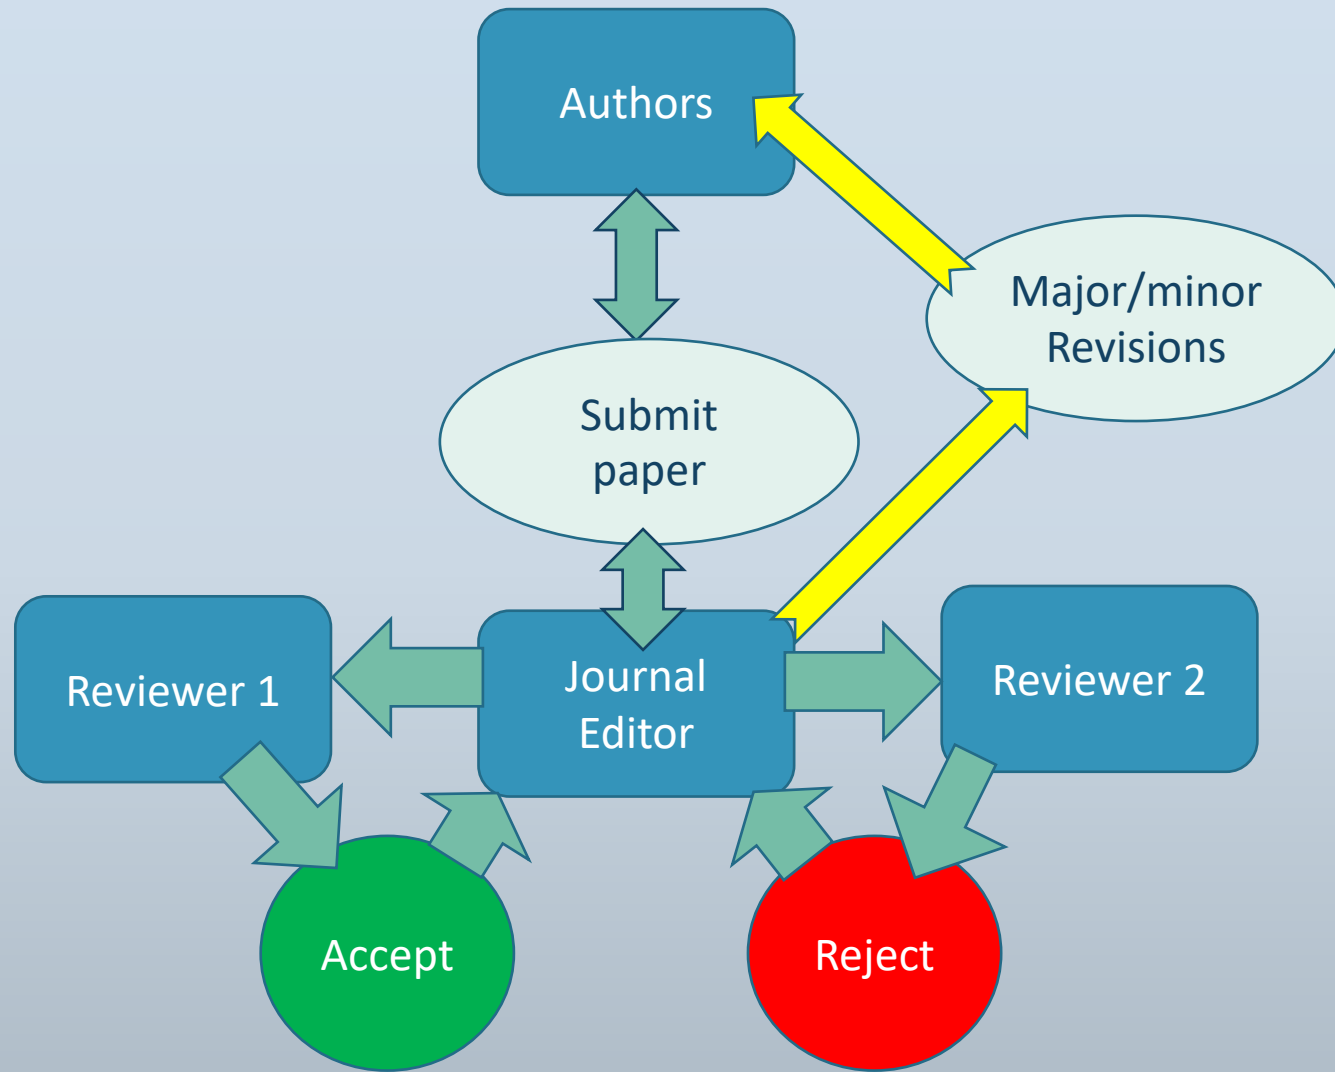 Authors
Major/minor
Revisions
Submit
paper
Reviewer 1
Journal
Editor
Reviewer 2
Accept
Reject